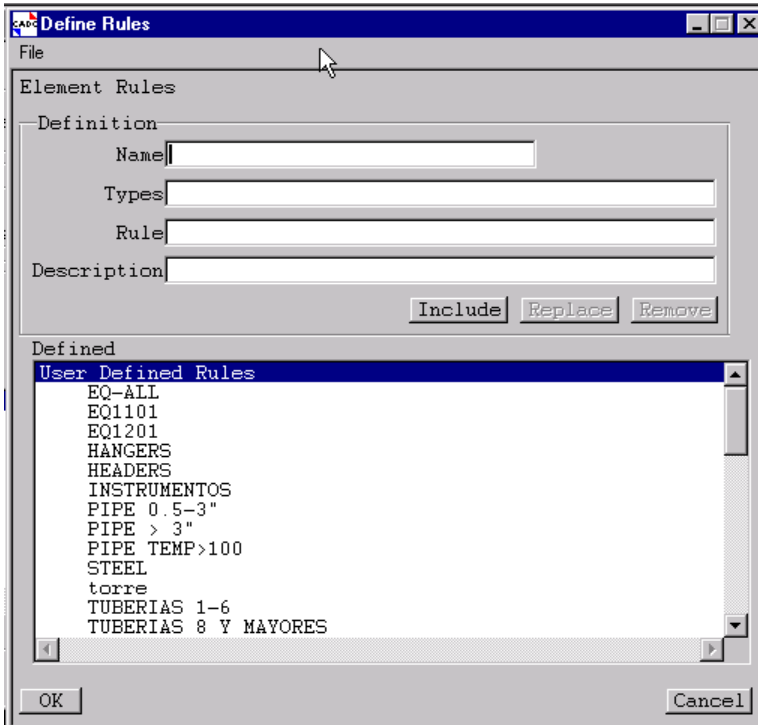 CADC Define Rules
File
Element Rules
Definition
Name
Types
Rule
Description
Include Replace Remove
Defined
User Defined Rules
EQ-ALL
EQ1101
EQ1201
HANGERS
HEADERS
INSTRUMENTOS
PIPE 0.5-3"
PIPE > 3"
PIPE TEMP>100
STEEL
torre
TUBERIAS 1-6
TUBERIAS 8 Y MAYORES
OK Cancel